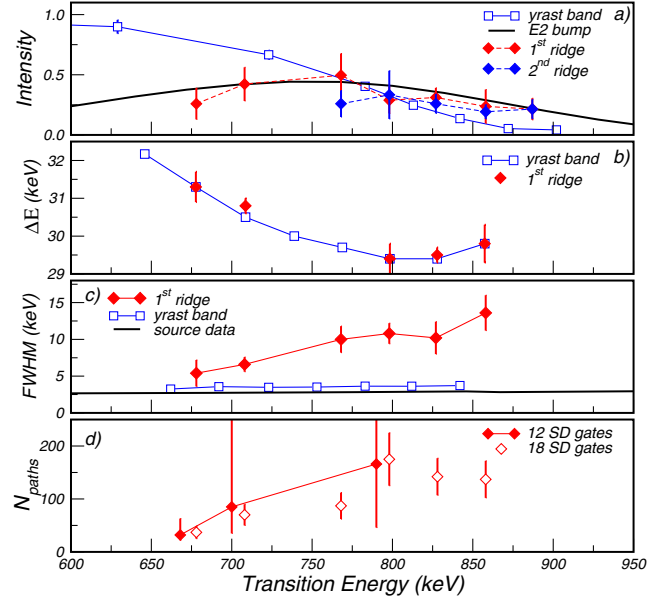 yrast band
E2 bump
1st ridge
2nd ridge
a)
Intensity
1.0
0.5
0.0
yrast band
1st ridge
b)
ΔE (keV)
32
31
30
29
c)
1st ridge
yrast band
source data
FWHM (keV)
15
10
5
0
d)
12 SD gates
18 SD gates
Npaths
200
100
0
600 650 700 750 800 850 900 950
Transition Energy (keV)